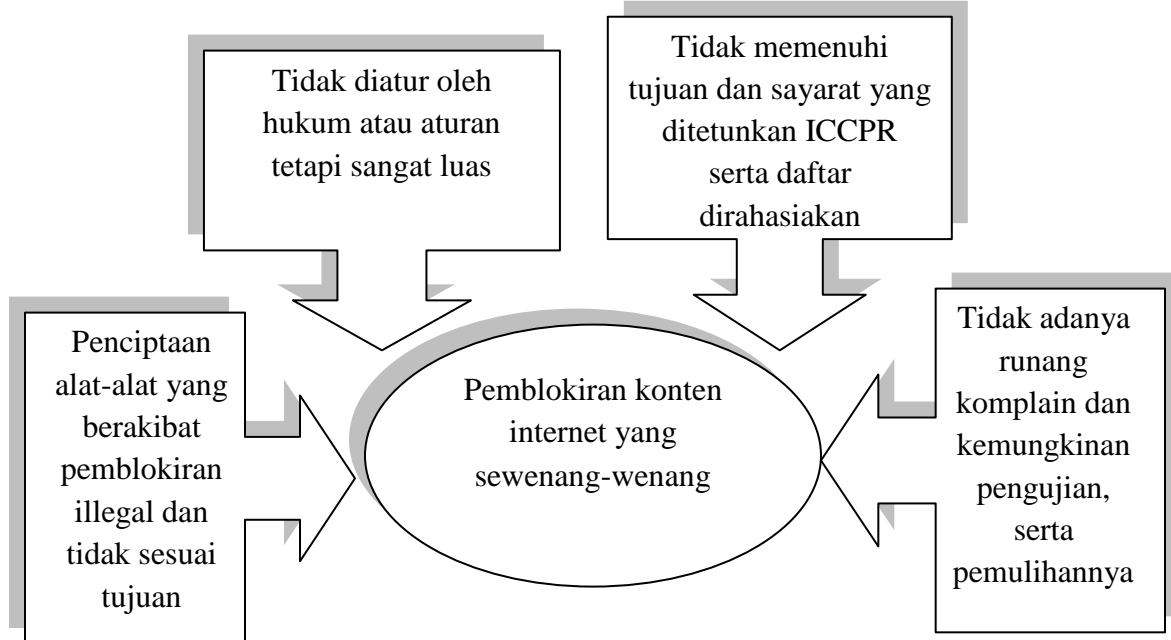 Tidak diatur oleh
hukum atau aturan
tetapi sangat luas
Tidak memenuhi
tujuan dan sayarat yang
ditetunkan ICCPR
serta daftar
dirahasiakan
Penciptaan
alat-alat yang
berakibat
pemblokiran
illegal dan
tidak sesuai
tujuan
Pemblokiran konten
internet yang
sewenang-wenang
Tidak adanya
runang
komplain dan
kemungkinan
pengujian,
serta
pemulihannya